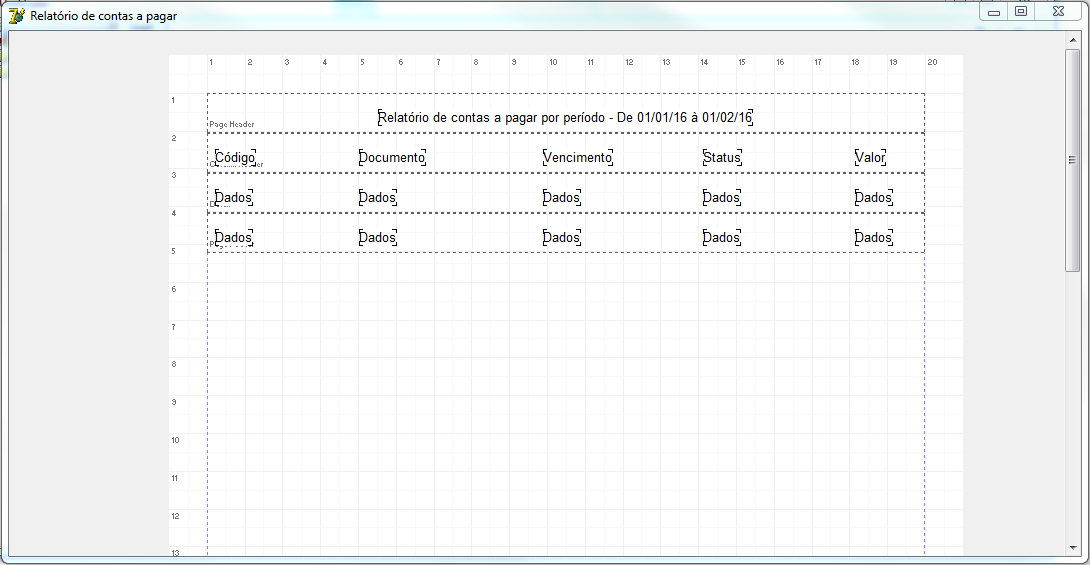 Relatório de contas a pagar
1 2 3 4 5 6 7 8 9 10 11 12 13 14 15 16 17 18 19 20
1
Relatório de contas a pagar por período - De 01/01/16 à 01/02/16
Page Header
2
Código Documento Vencimento Status Valor
3
Dados Dados Dados Dados Dados
4
Dados Dados Dados Dados Dados
5
6
7
8
9
10
11
12
13